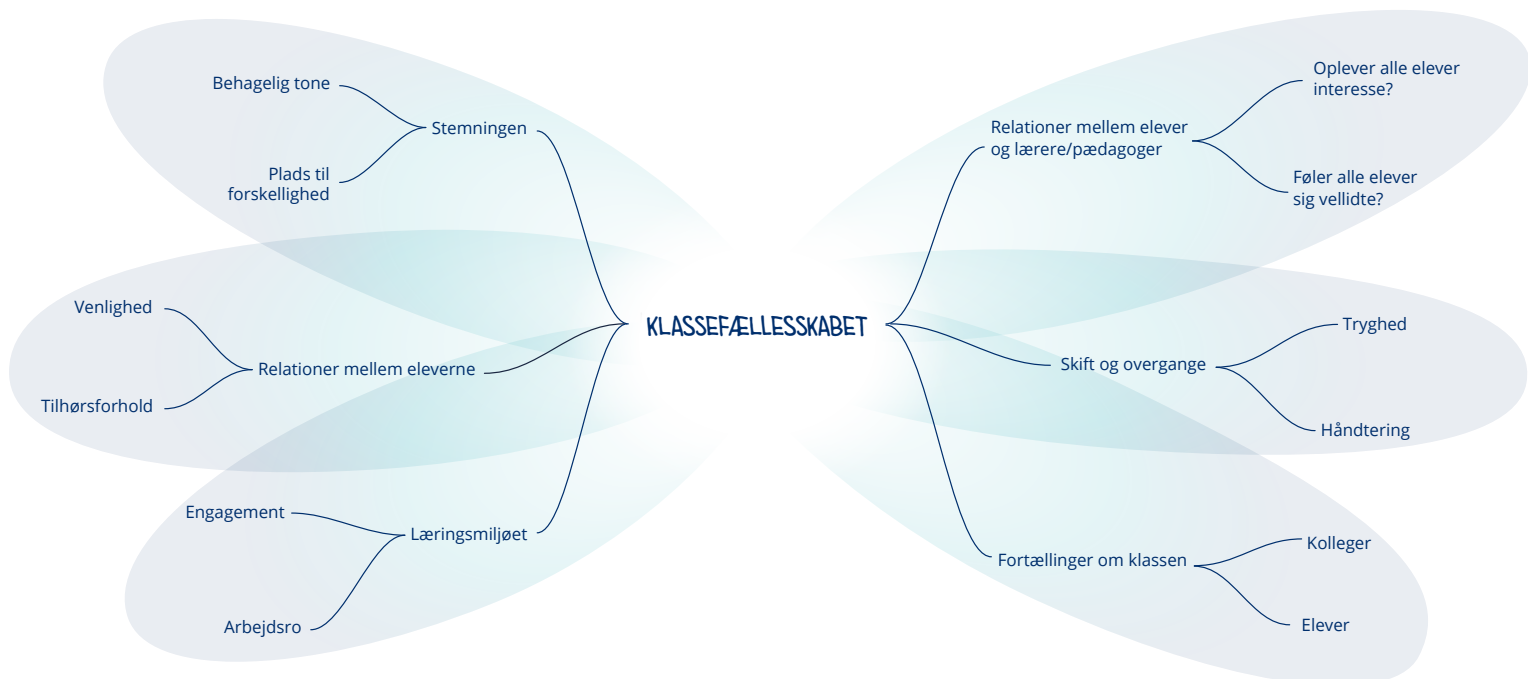 Behagelig tone
Stemningen
Plads til
forskellighed
Venlighed
Relationer mellem eleverne
Tilhørsforhold
Engagement
Læringsmiljøet
Arbejdsro
KLASSEFÆLLESSKABET
Oplever alle elever
interesse?
Relationer mellem elever
og lærere/pædagoger
Føler alle elever
sig vellidte?
Tryghed
Skift og overgange
Håndtering
Kolleger
Fortællinger om klassen
Elever